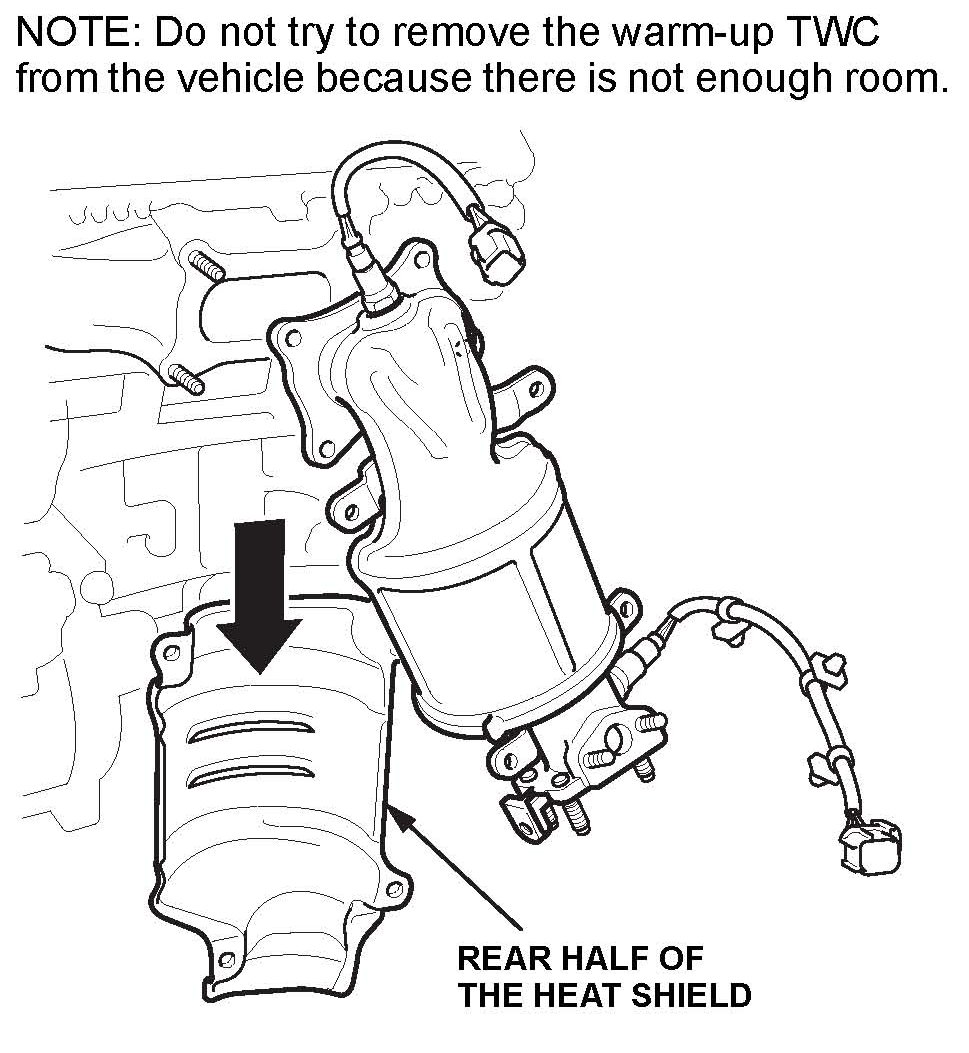 NOTE: Do not try to remove the warm-up TWC
from the vehicle because there is not enough room.
REAR HALF OF
THE HEAT SHIELD